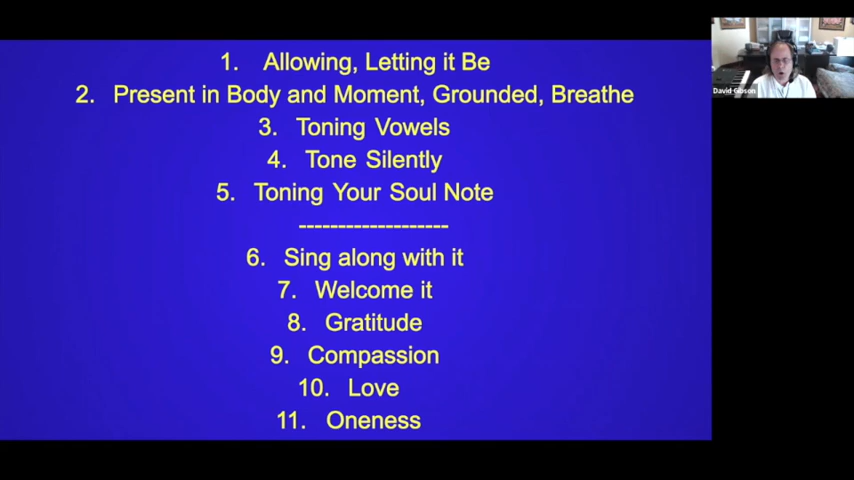 1. Allowing, Letting it Be
2. Present in Body and Moment, Grounded, Breathe
3. Toning Vowels
4. Tone Silently
5. Toning Your Soul Note
-------------------
6. Sing along with it
7. Welcome it
8. Gratitude
9. Compassion
10. Love
11. Oneness
David Gibson